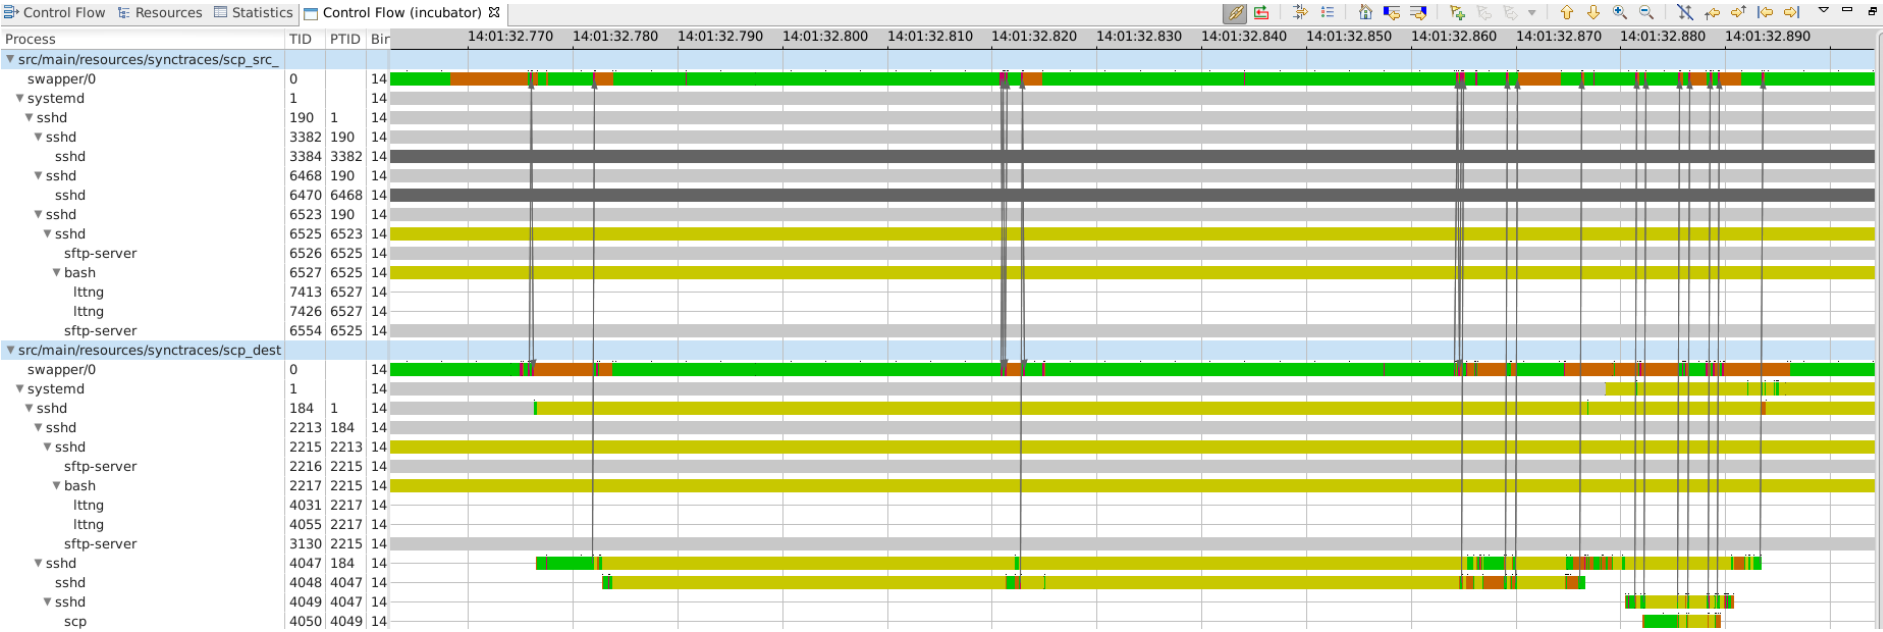 Control Flow Resources Statistics Control Flow (incubator)
Process TID PTID Bir 14:01:32.770 14:01:32.780 14:01:32.790 14:01:32.800 14:01:32.810 14:01:32.820 14:01:32.830 14:01:32.840 14:01:32.850 14:01:32.860 14:01:32.870 14:01:32.880 14:01:32.890
src/main/resources/synctraces/scp_src_
swapper/0 0 14
systemd 1 14
sshd 190 1 14
sshd 3382 190 14
sshd 3384 3382 14
sshd 6468 190 14
sshd 6470 6468 14
sshd 6523 190 14
sshd 6525 6523 14
sftp-server 6526 6525 14
bash 6527 6525 14
lttng 7413 6527 14
lttng 7426 6527 14
sftp-server 6554 6525 14
src/main/resources/synctraces/scp_dest
swapper/0 0 14
systemd 1 14
sshd 184 1 14
sshd 2213 184 14
sshd 2215 2213 14
sftp-server 2216 2215 14
bash 2217 2215 14
lttng 4031 2217 14
lttng 4055 2217 14
sftp-server 3130 2215 14
sshd 4047 184 14
sshd 4048 4047 14
sshd 4049 4047 14
scp 4050 4049 14